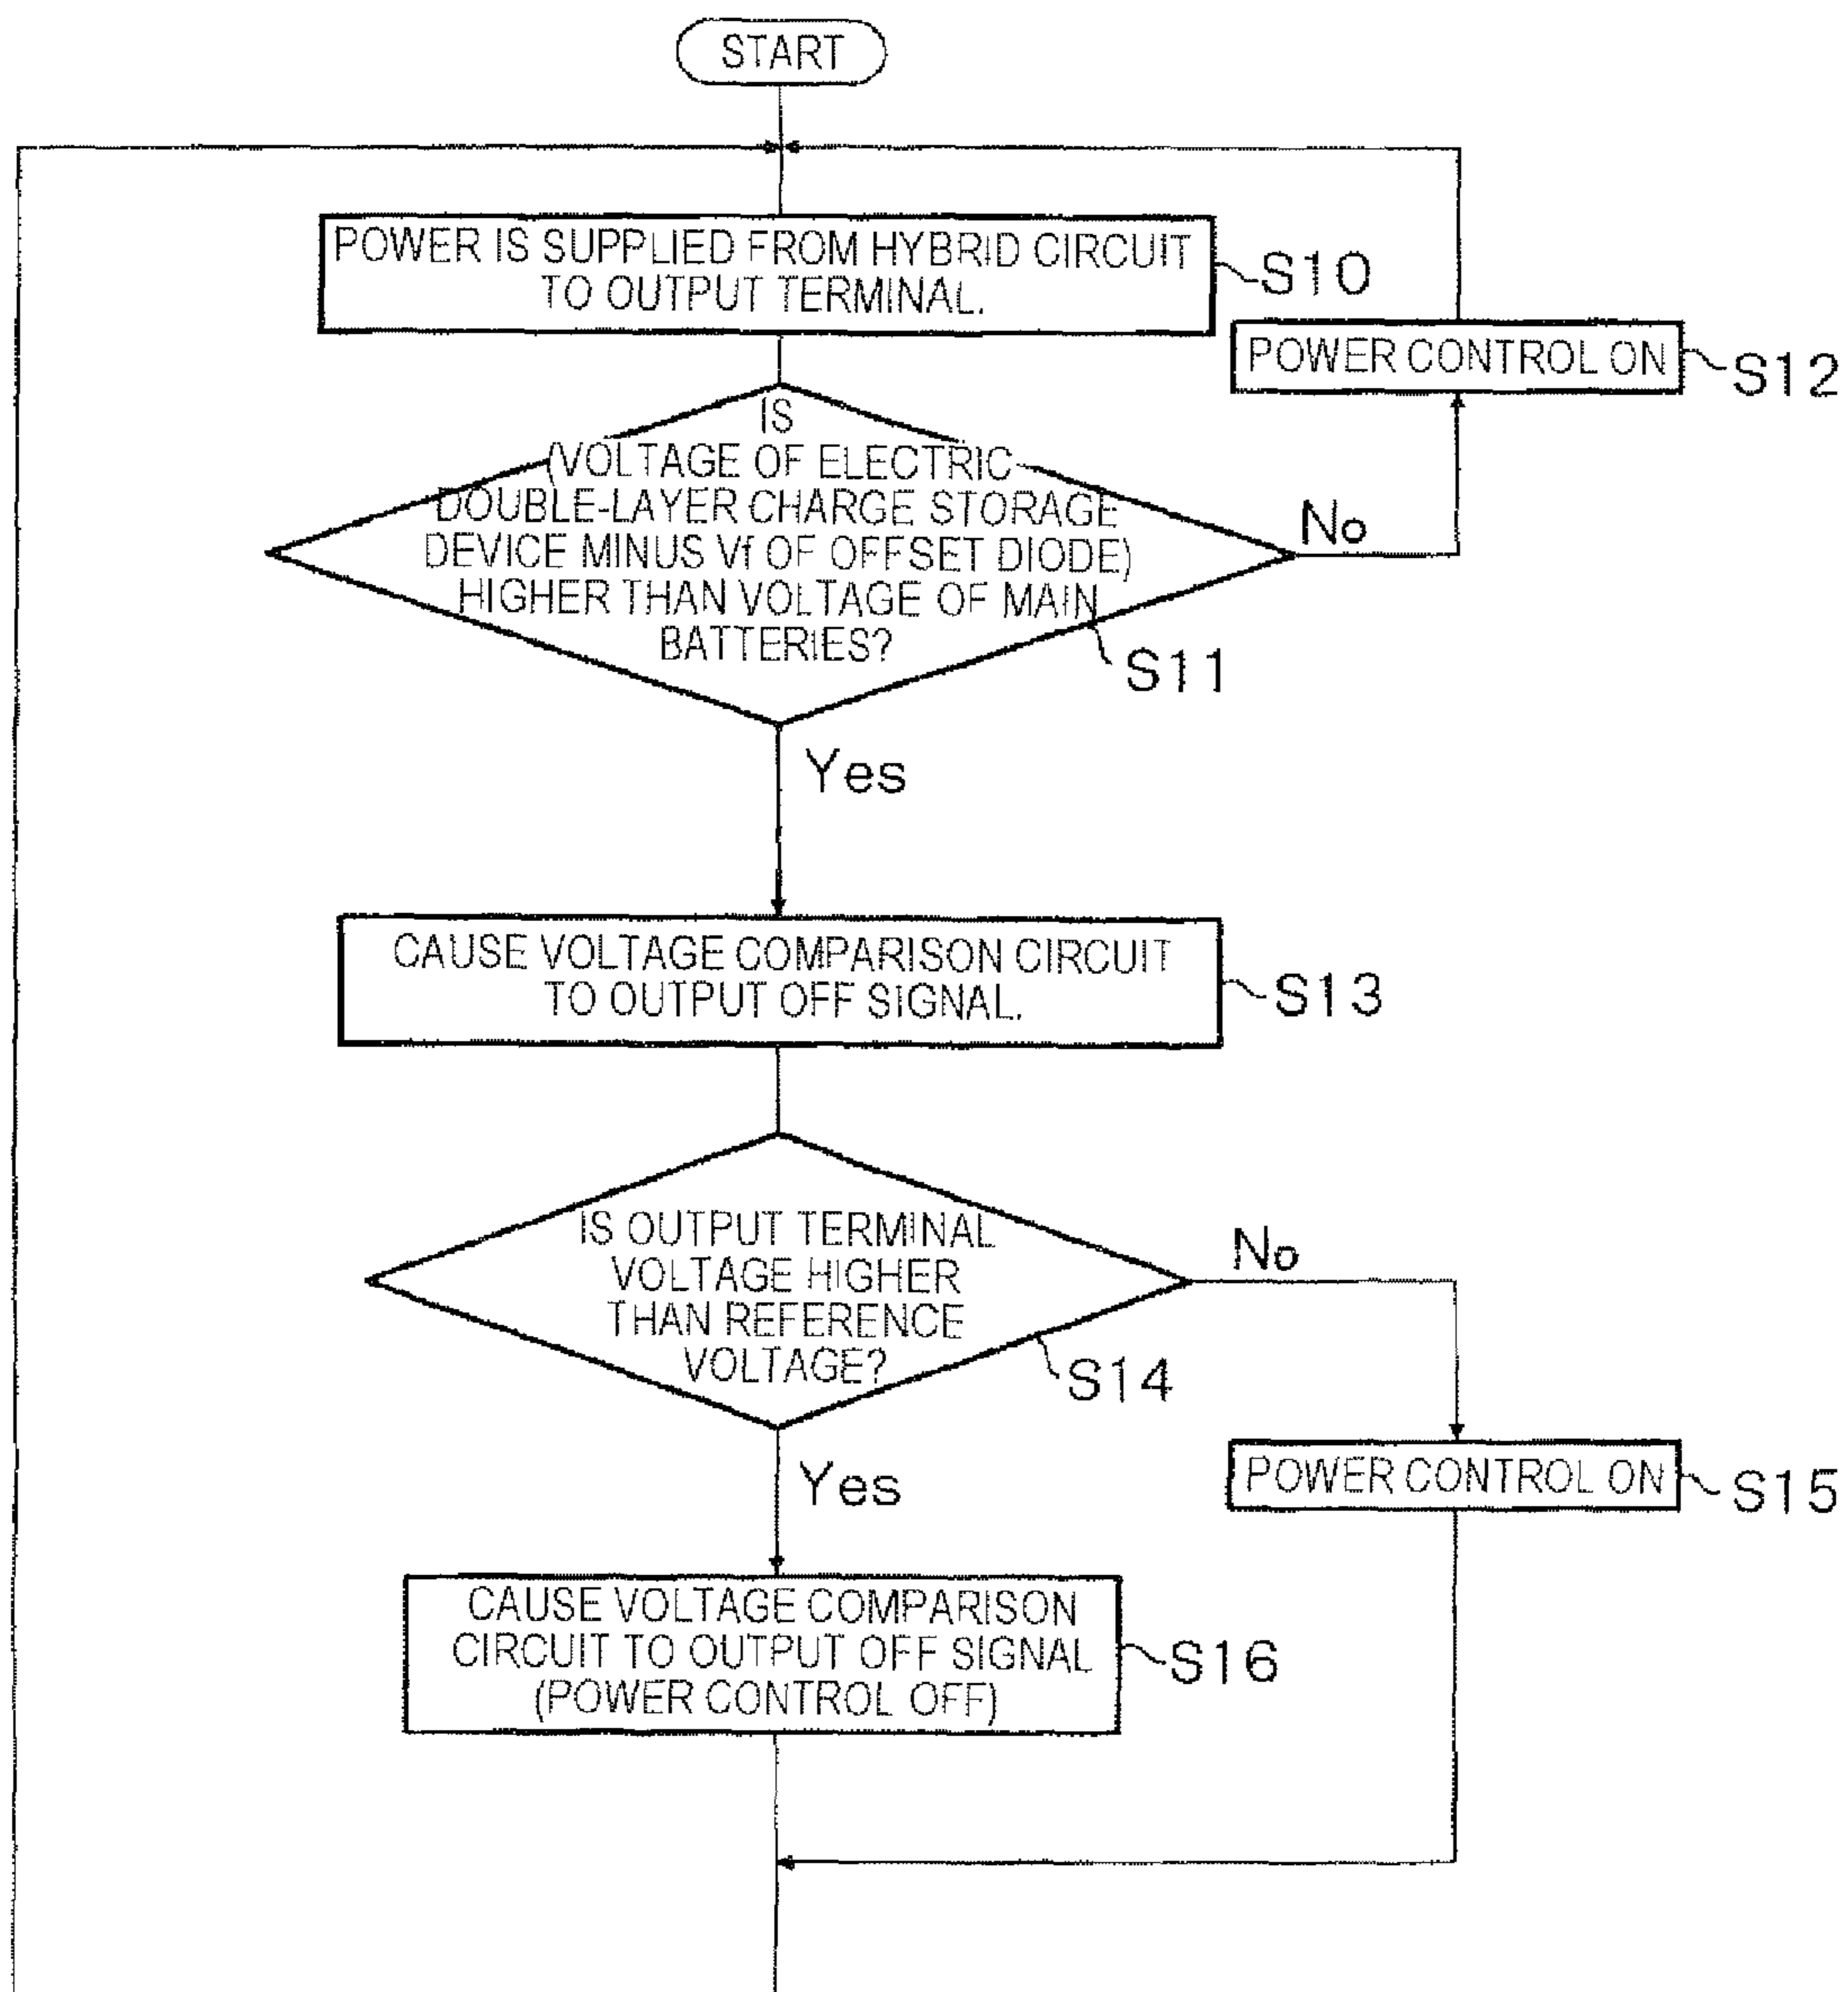 START
POWER IS SUPPLIED FROM HYBRID CIRCUIT
TO OUTPUT TERMINAL.
S10
POWER CONTROL ON
S12
IS
(VOLTAGE OF ELECTRIC
DOUBLE-LAYER CHARGE STORAGE
DEVICE MINUS Vf OF OFFSET DIODE)
HIGHER THAN VOLTAGE OF MAIN
BATTERIES?
No
S11
Yes
CAUSE VOLTAGE COMPARISON CIRCUIT
TO OUTPUT OFF SIGNAL.
S13
IS OUTPUT TERMINAL
VOLTAGE HIGHER
THAN REFERENCE
VOLTAGE?
No
S14
Yes
POWER CONTROL ON
S15
CAUSE VOLTAGE COMPARISON
CIRCUIT TO OUTPUT OFF SIGNAL
(POWER CONTROL OFF)
S16